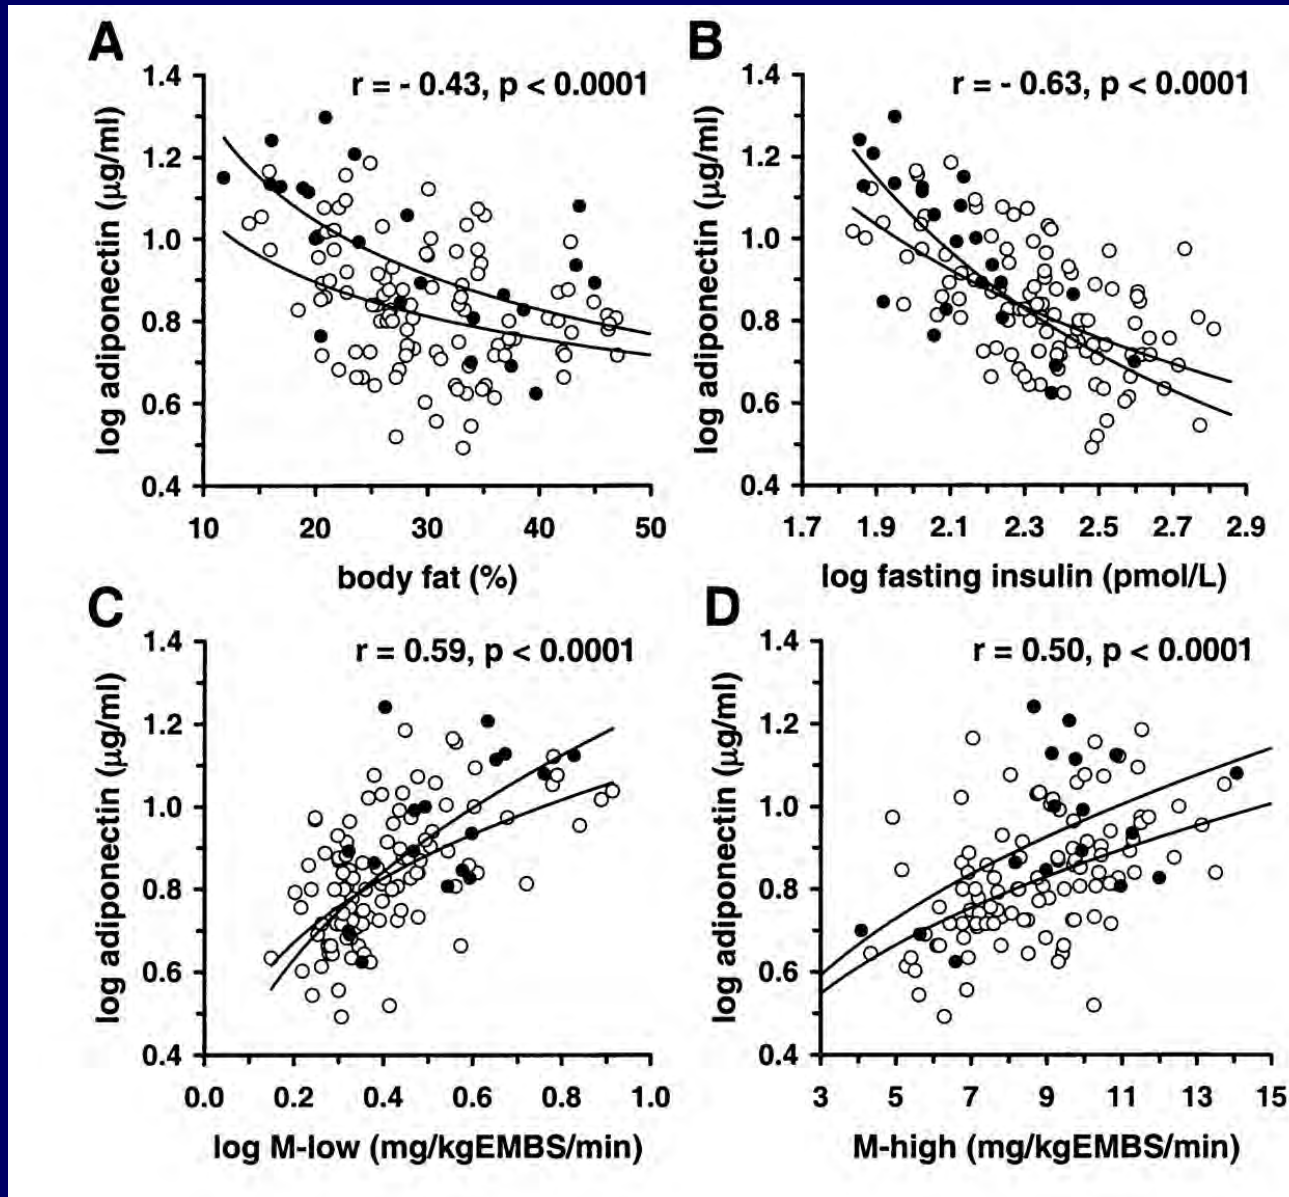 A
r = - 0.43, p < 0.0001
log adiponectin (µg/ml)
1.4
1.2
1.0
0.8
0.6
0.4
10 20 30 40 50
body fat (%)
B
r = - 0.63, p < 0.0001
log adiponectin (µg/ml)
1.4
1.2
1.0
0.8
0.6
0.4
1.7 1.9 2.1 2.3 2.5 2.7 2.9
log fasting insulin (pmol/L)
C
r = 0.59, p < 0.0001
log adiponectin (µg/ml)
1.4
1.2
1.0
0.8
0.6
0.4
0.0 0.2 0.4 0.6 0.8 1.0
log M-low (mg/kgEMBS/min)
D
r = 0.50, p < 0.0001
log adiponectin (µg/ml)
1.4
1.2
1.0
0.8
0.6
0.4
3 5 7 9 11 13 15
M-high (mg/kgEMBS/min)